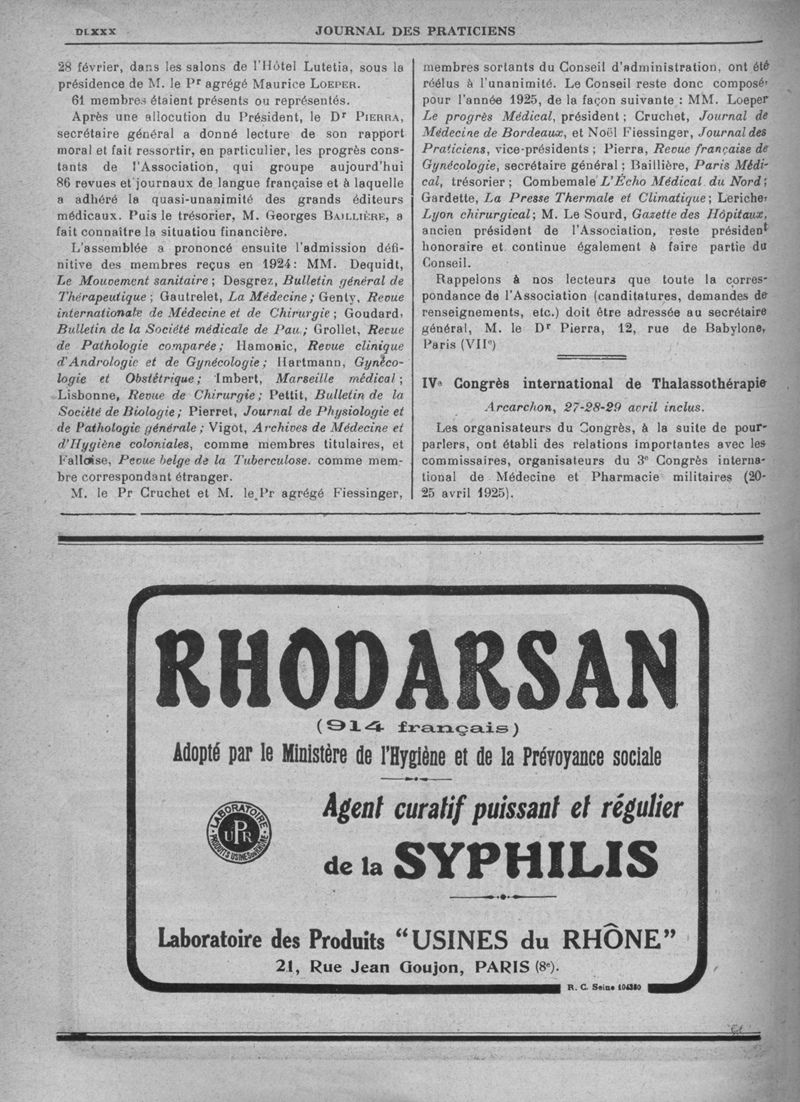 DLXXX
JOURNAL DES PRATICIENS
28 février, dans les salons de l'Hôtel Lutetia, sous la
présidence de M. le Pr agrégé Maurice LOEPER.
61 membres étaient présents ou représentés.
Après une allocution du Président, le Dr PIERRA,
secrétaire général a donné lecture de son rapport
moral et fait ressortir, en particulier, les progrès cons-
tants de l'Association, qui groupe aujourd'hui
86 revues et journaux de langue française et à laquelle
a adhéré la quasi-unanimité des grands éditeurs
médicaux. Puis le trésorier, M. Georges BAILLIÈRE, a
fait connaître la situatiou financière.
L'assemblée a prononcé ensuite l'admission défi-
nitive des membres reçus en 1924: MM. Dequidt,
Le Mouvement sanitaire ; Desgrez, Bulletin général de
Thérapeutique ; Gautrelet, La Médecine ; Genty, Revue
internationale de Médecine et de Chirurgie ; Goudard,
Bulletin de la Société médicale de Pau.; Grollet, Recue
de Pathologie comparée ; Hamonic, Revue clinique
d'Andrologie et de Gynécologie ; Hartmann, Gynéco-
logie et Obstétrique ; Imbert, Marseille médical ;
Lisbonne, Revue de Chirurgie ; Pettit, Bulletin de la
Société de Biologie ; Pierret, Journal de Physiologie et
de Pathologie générale ; Vigot, Archives de Médecine et
d'Hygiène coloniales, comme membres titulaires, et
Falloise, Pevue belge de la Tuberculose. comme mem-
bre correspondant étranger.
M. le Pr Cruchet et M. le Pr agrégé Fiessinger,
membres sortants du Conseil d'administration, ont été
réélus à l'unanimité. Le Conseil reste donc composé,
pour l'année 1925, de la façon suivante : MM. Loeper
Le progrès Médical, président ; Cruchet, Journal de
Médecine de Bordeaux, et Noël Fiessinger, Journal des
Praticiens, vice-présidents ; Pierra, Revue française de
Gynécologie, secrétaire général ; Baillière, Paris Médi-
cal, trésorier ; Combemale L'Écho Médical du Nord ;
Gardette, La Presse Thermale et Climatique ; Leriche,
Lyon chirurgical ; M. Le Sourd, Gazette des Hôpitaux,
ancien président de l'Association, reste président
honoraire et continue également à faire partie du
Conseil.
Rappelons à nos lecteurs que toute la corres-
pondance de l'Association (canditatures, demandes de
renseignements, etc.) doit être adressée au secrétaire
général, M. le Dr Pierra, 12, rue de Babylone,
Paris (VIIe)
IVe Congrès international de Thalassothérapie
Arcarchon, 27-28-29 avril inclus.
Les organisateurs du Congrès, à la suite de pour-
parlers, ont établi des relations importantes avec les
commissaires, organisateurs du 3e Congrès interna-
tional de Médecine et Pharmacie militaires (20-
25 avril 1925).
RHODARSAN
(914 français)
Adopté par le Ministère de l'Hygiène et de la Prévoyance sociale
LABORATOIRE
UPR
PRODUITS USINES DU RHÔNE
Agent curatif puissant et régulier
de la SYPHILIS
Laboratoire des Produits "USINES du RHÔNE"
21, Rue Jean Goujon, PARIS (8e).
R. C. Seine 104380